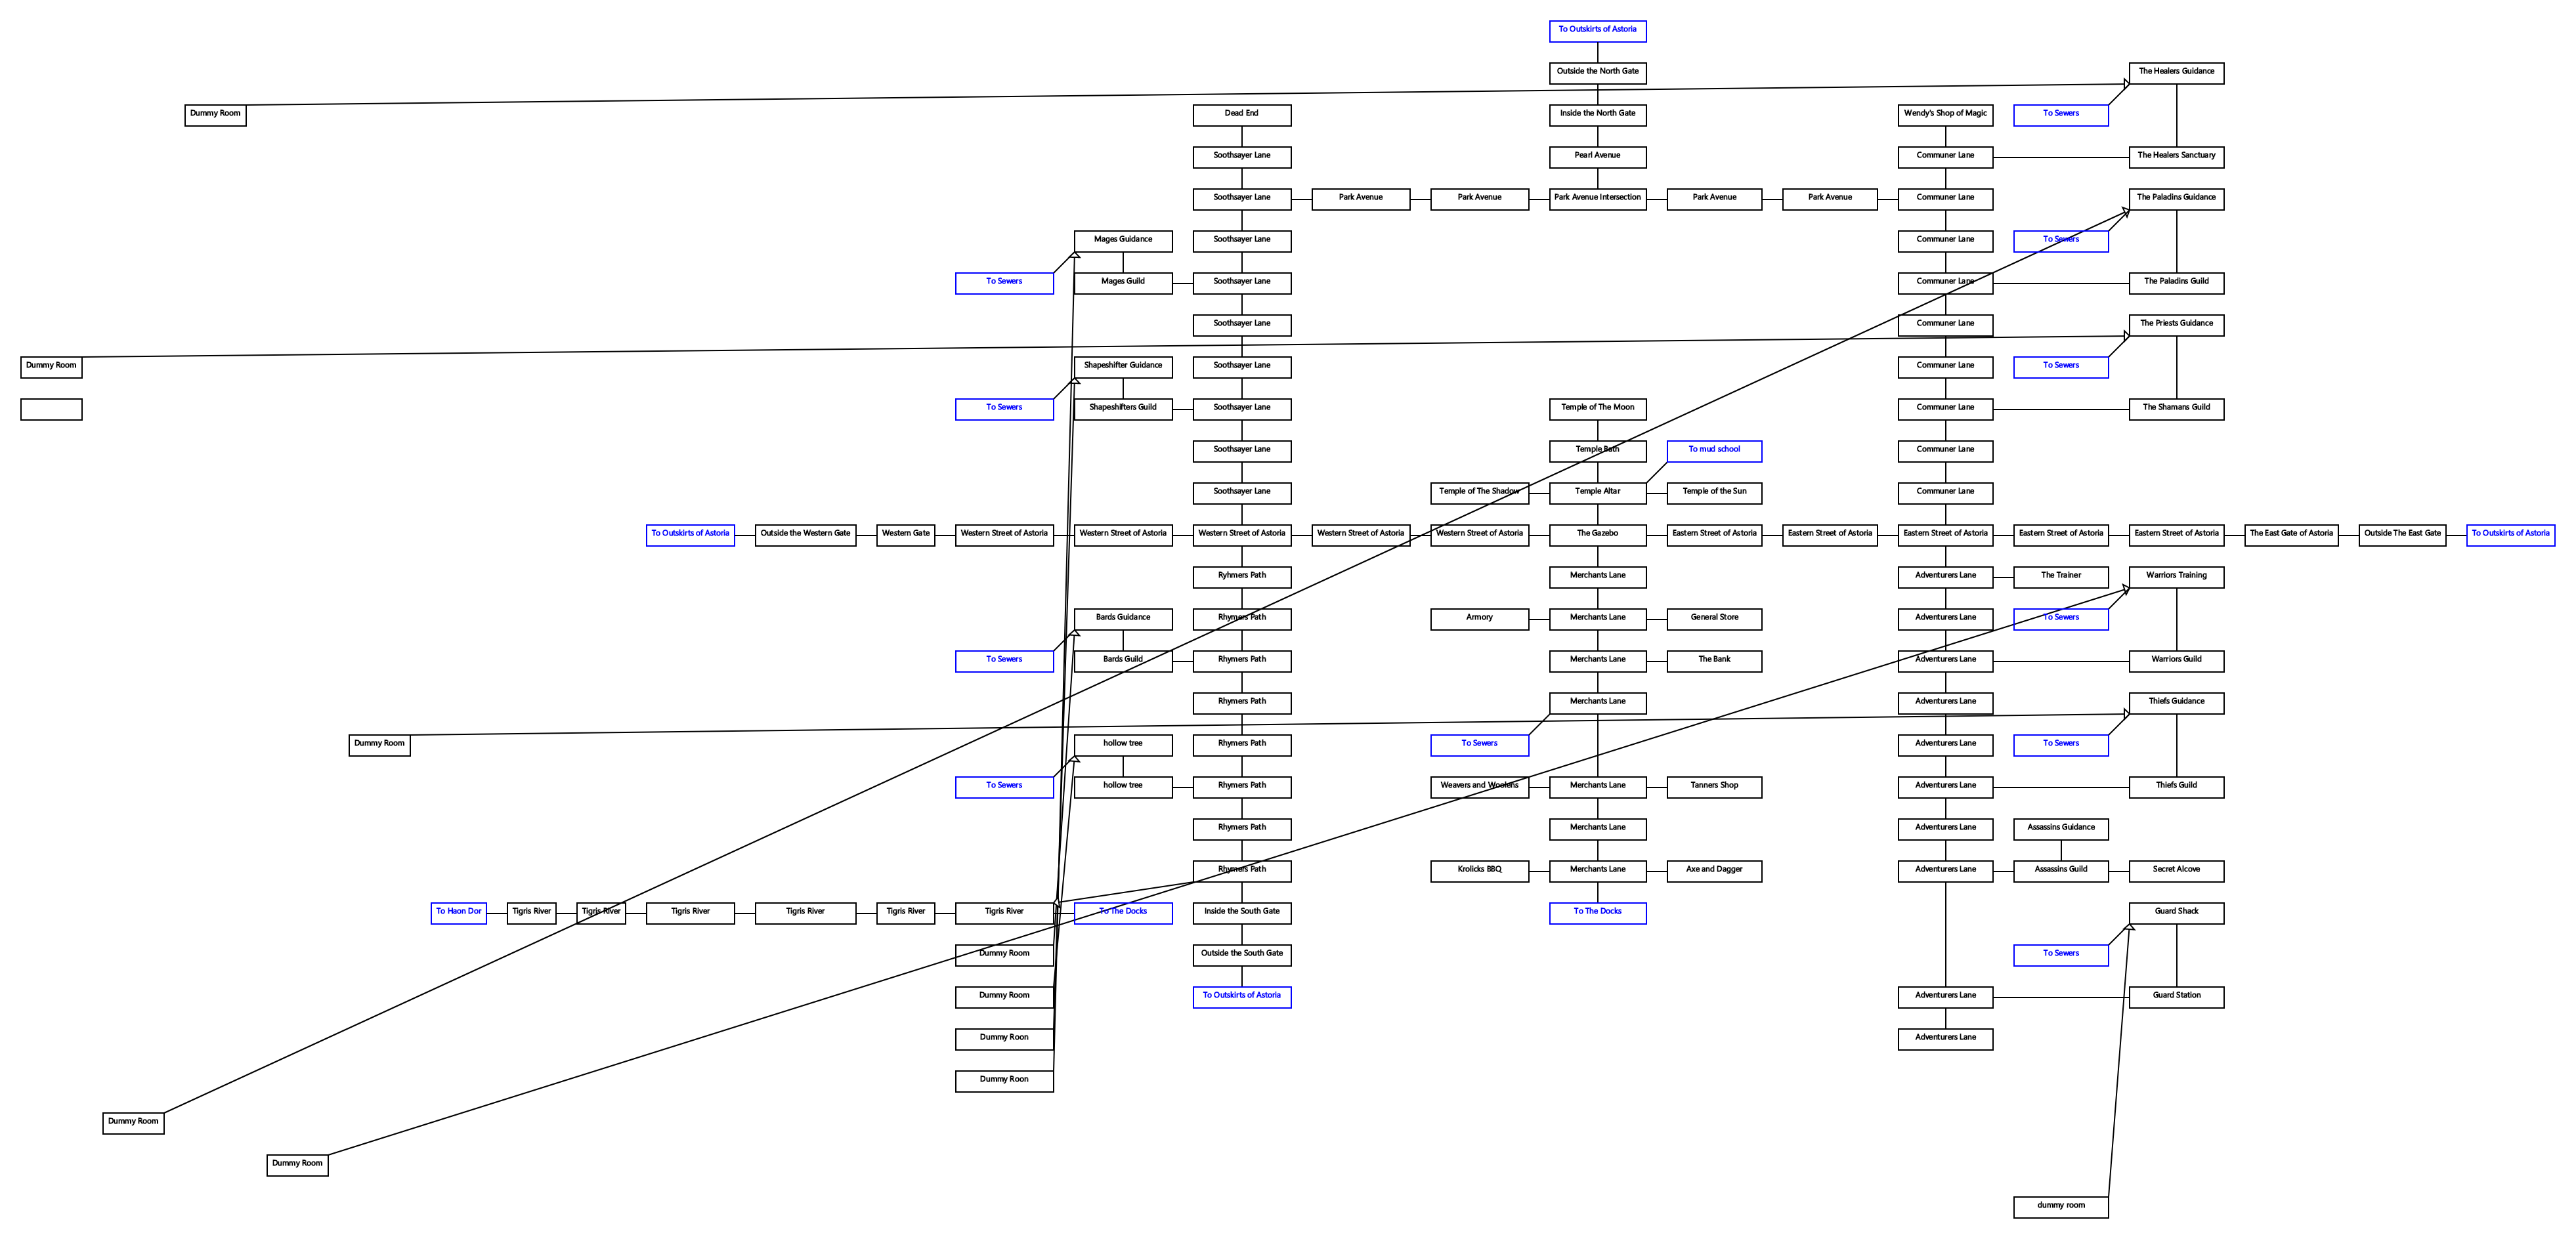 To Outskirts of Astoria
Outside the North Gate
The Healers Guidance
Dummy Room
Dead End
Inside the North Gate
Wendy's Shop of Magic
To Sewers
Soothsayer Lane
Pearl Avenue
Communer Lane
The Healers Sanctuary
Soothsayer Lane
Park Avenue
Park Avenue
Park Avenue Intersection
Park Avenue
Park Avenue
Communer Lane
The Paladins Guidance
Mages Guidance
Soothsayer Lane
Communer Lane
To Sewers
To Sewers
Mages Guild
Soothsayer Lane
Communer Lane
The Paladins Guild
Soothsayer Lane
Communer Lane
The Priests Guidance
Dummy Room
Shapeshifter Guidance
Soothsayer Lane
Communer Lane
To Sewers
To Sewers
Shapeshifters Guild
Soothsayer Lane
Temple of The Moon
Communer Lane
The Shamans Guild
Soothsayer Lane
Temple Path
To mud school
Communer Lane
Soothsayer Lane
Temple of The Shadow
Temple Altar
Temple of the Sun
Communer Lane
To Outskirts of Astoria
Outside the Western Gate
Western Gate
Western Street of Astoria
Western Street of Astoria
Western Street of Astoria
Western Street of Astoria
Western Street of Astoria
The Gazebo
Eastern Street of Astoria
Eastern Street of Astoria
Eastern Street of Astoria
Eastern Street of Astoria
Eastern Street of Astoria
The East Gate of Astoria
Outside The East Gate
To Outskirts of Astoria
Ryhmers Path
Merchants Lane
Adventurers Lane
The Trainer
Warriors Training
Bards Guidance
Rhymers Path
Armory
Merchants Lane
General Store
Adventurers Lane
To Sewers
To Sewers
Bards Guild
Rhymers Path
Merchants Lane
The Bank
Adventurers Lane
Warriors Guild
Rhymers Path
Merchants Lane
Adventurers Lane
Thiefs Guidance
Dummy Room
hollow tree
Rhymers Path
To Sewers
Adventurers Lane
To Sewers
To Sewers
hollow tree
Rhymers Path
Weavers and Woolens
Merchants Lane
Tanners Shop
Adventurers Lane
Thiefs Guild
Rhymers Path
Merchants Lane
Adventurers Lane
Assassins Guidance
Rhymers Path
Krolicks BBQ
Merchants Lane
Axe and Dagger
Adventurers Lane
Assassins Guild
Secret Alcove
To Haon Dor
Tigris River
Tigris River
Tigris River
Tigris River
Tigris River
Tigris River
To The Docks
Inside the South Gate
To The Docks
Guard Shack
Dummy Room
Outside the South Gate
To Sewers
Dummy Room
To Outskirts of Astoria
Adventurers Lane
Guard Station
Dummy Roon
Adventurers Lane
Dummy Roon
Dummy Room
Dummy Room
dummy room